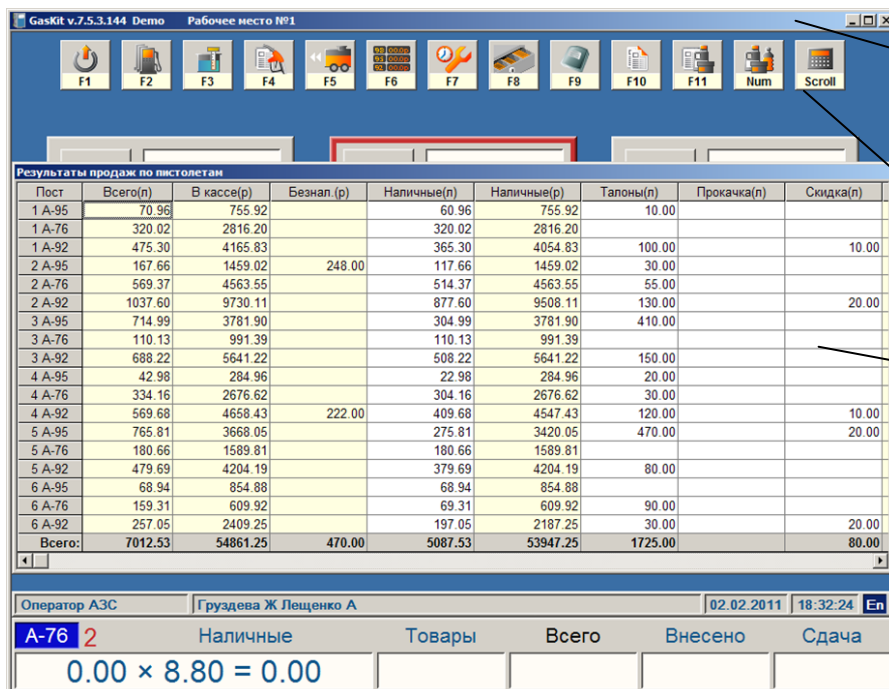 GasKit v.7.5.3.144 Demo Рабочее место №1
F1 F2 F3 F4 F5 F6 F7 F8 F9 F10 F11 Num Scroll
Результаты продаж по пистолетам
Пост Всего(л) В кассе(р) Безнал.(р) Наличные(л) Наличные(р) Талоны(л) Прокачка(л) Скидка(л)
1 А-95 70.96 755.92 60.96 755.92 10.00
1 А-76 320.02 2816.20 320.02 2816.20
1 А-92 475.30 4165.83 365.30 4054.83 100.00 10.00
2 А-95 167.66 1459.02 248.00 117.66 1459.02 30.00
2 А-76 569.37 4563.55 514.37 4563.55 55.00
2 А-92 1037.60 9730.11 877.60 9508.11 130.00 20.00
3 А-95 714.99 3781.90 304.99 3781.90 410.00
3 А-76 110.13 991.39 110.13 991.39
3 А-92 688.22 5641.22 508.22 5641.22 150.00
4 А-95 42.98 284.96 22.98 284.96 20.00
4 А-76 334.16 2676.62 304.16 2676.62 30.00
4 А-92 569.68 4658.43 222.00 409.68 4547.43 120.00 10.00
5 А-95 765.81 3668.05 275.81 3420.05 470.00 20.00
5 А-76 180.66 1589.81 180.66 1589.81
5 А-92 479.69 4204.19 379.69 4204.19 80.00
6 А-95 68.94 854.88 68.94 854.88
6 А-76 159.31 609.92 69.31 609.92 90.00
6 А-92 257.05 2409.25 197.05 2187.25 30.00 20.00
Всего: 7012.53 54861.25 470.00 5087.53 53947.25 1725.00 80.00
Оператор АЗС Груздева Ж Лещенко А 02.02.2011 18:32:24 En
А-76 2 Наличные Товары Всего Внесено Сдача
0.00 × 8.80 = 0.00